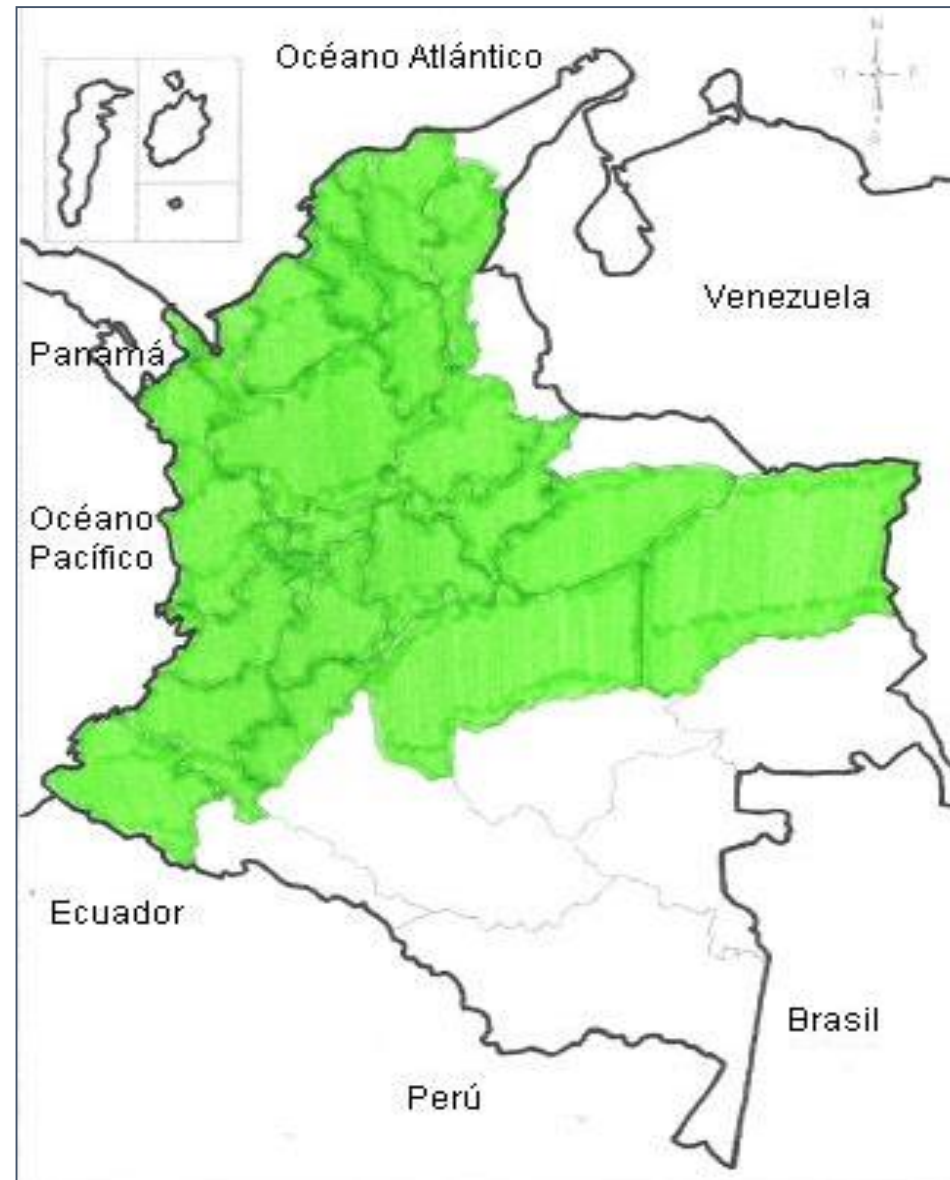 Océano Atlántico
Venezuela
Panamá
Océano
Pacífico
Ecuador
Brasil
Perú